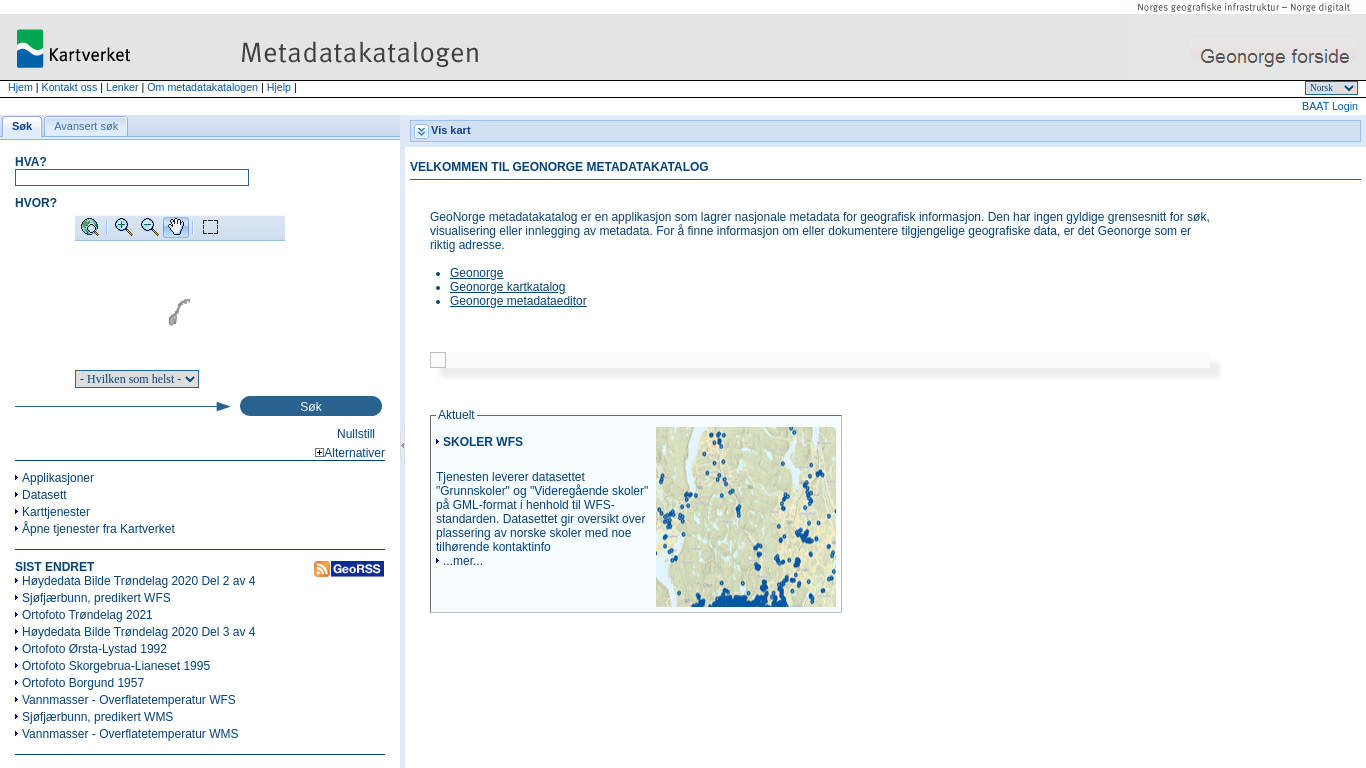 Norges geografiske infrastruktur – Norge digitalt
Kartverket
Metadatakatalogen
Geonorge forside
Hjem | Kontakt oss | Lenker | Om metadatakatalogen | Hjelp |
Norsk
BAAT Login
Søk
Avansert søk
HVA?
HVOR?
- Hvilken som helst -
Søk
Nullstill
Alternativer
Applikasjoner
Datasett
Karttjenester
Åpne tjenester fra Kartverket
SIST ENDRET
GeoRSS
Høydedata Bilde Trøndelag 2020 Del 2 av 4
Sjøfjærbunn, predikert WFS
Ortofoto Trøndelag 2021
Høydedata Bilde Trøndelag 2020 Del 3 av 4
Ortofoto Ørsta-Lystad 1992
Ortofoto Skorgebrua-Lianeset 1995
Ortofoto Borgund 1957
Vannmasser - Overflatetemperatur WFS
Sjøfjærbunn, predikert WMS
Vannmasser - Overflatetemperatur WMS
Vis kart
VELKOMMEN TIL GEONORGE METADATAKATALOG
GeoNorge metadatakatalog er en applikasjon som lagrer nasjonale metadata for geografisk informasjon. Den har ingen gyldige grensesnitt for søk,
visualisering eller innlegging av metadata. For å finne informasjon om eller dokumentere tilgjengelige geografiske data, er det Geonorge som er
riktig adresse.
Geonorge
Geonorge kartkatalog
Geonorge metadataeditor
Aktuelt
SKOLER WFS
Tjenesten leverer datasettet
"Grunnskoler" og "Videregående skoler"
på GML-format i henhold til WFS-
standarden. Datasettet gir oversikt over
plassering av norske skoler med noe
tilhørende kontaktinfo
...mer...